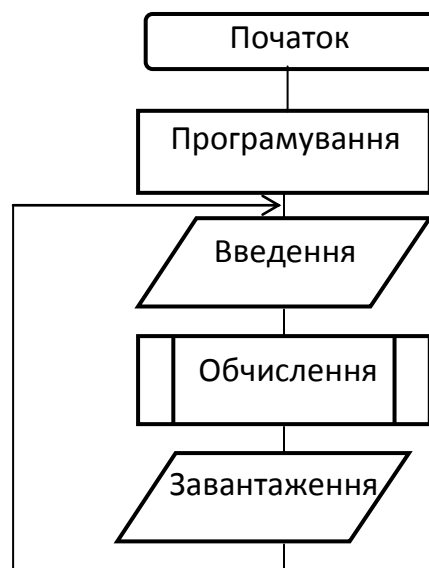 Початок
Програмування
Введення
Обчислення
Завантаження